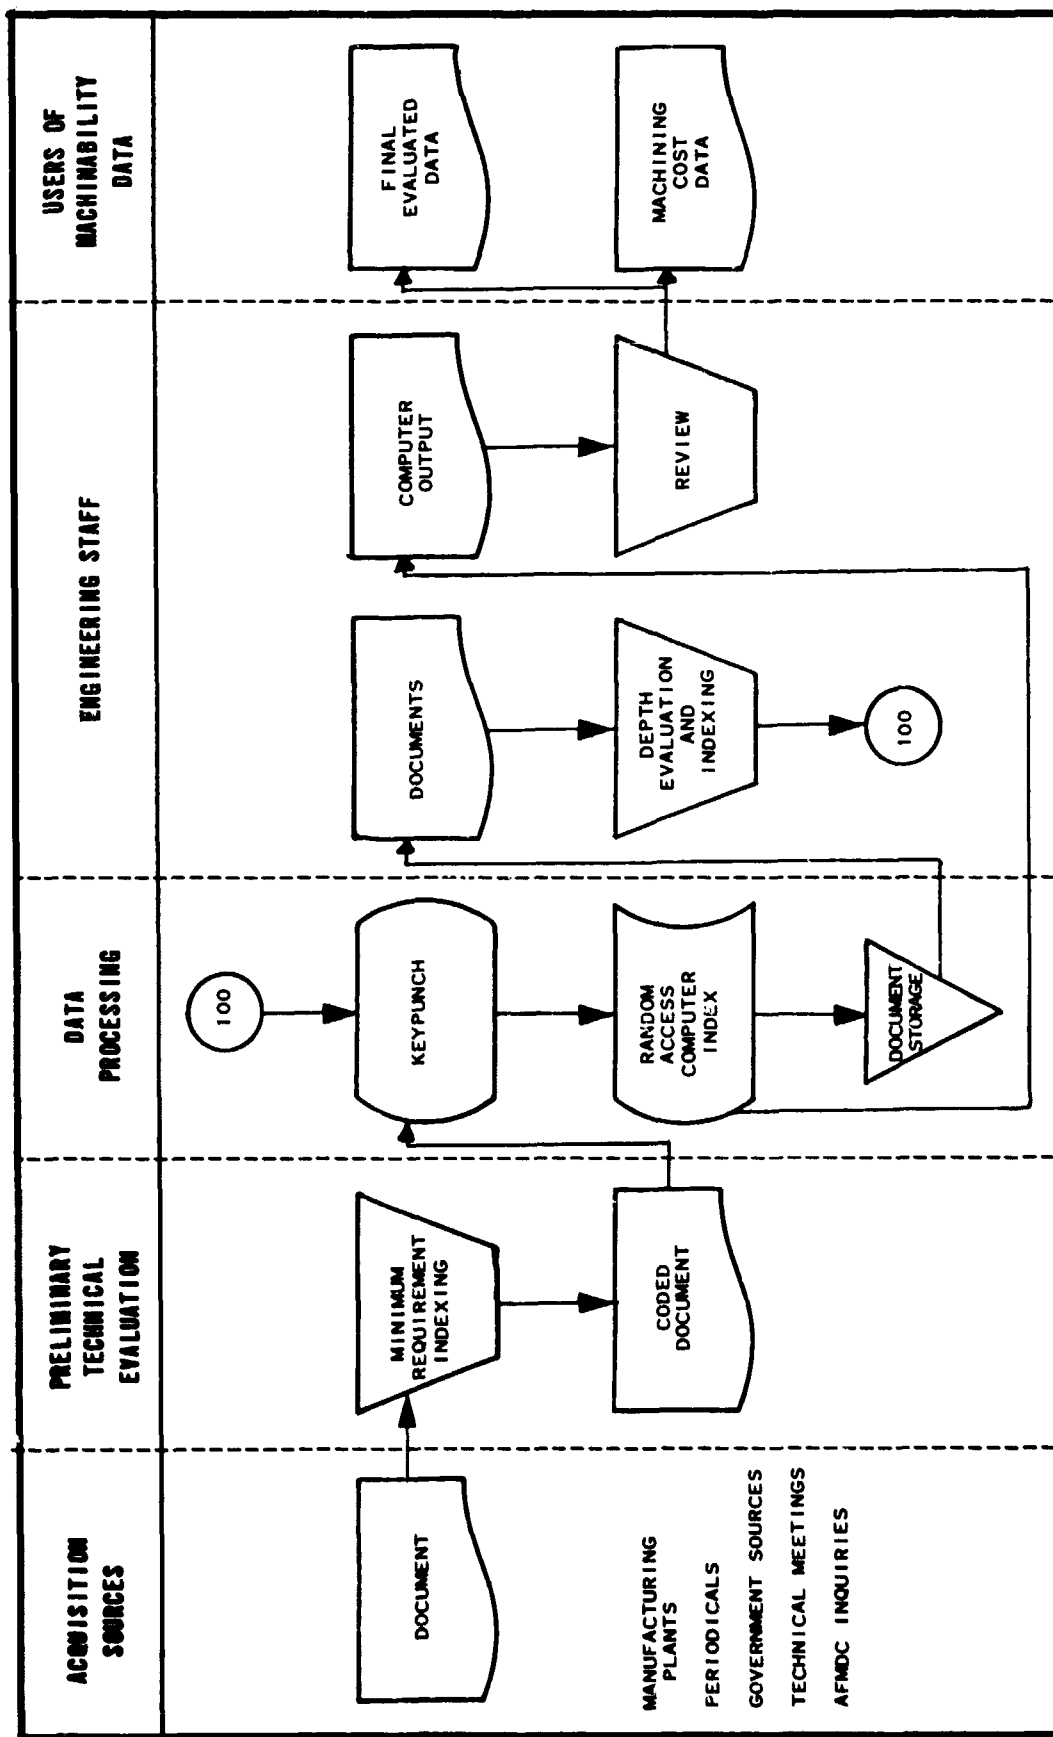 ACQUISITION
SOURCES
PRELIMINARY
TECHNICAL
EVALUATION
DATA
PROCESSING
ENGINEERING STAFF
USERS OF
MACHINABILITY
DATA
DOCUMENT
MANUFACTURING
PLANTS
PERIODICALS
GOVERNMENT SOURCES
TECHNICAL MEETINGS
AFMDC INQUIRIES
MINIMUM
REQUIREMENT
INDEXING
CODED
DOCUMENT
100
KEYPUNCH
RANDOM
ACCESS
COMPUTER
INDEX
DOCUMENT
STORAGE
DOCUMENTS
DEPTH
EVALUATION
AND
INDEXING
100
COMPUTER
OUTPUT
REVIEW
FINAL
EVALUATED
DATA
MACHINING
COST
DATA